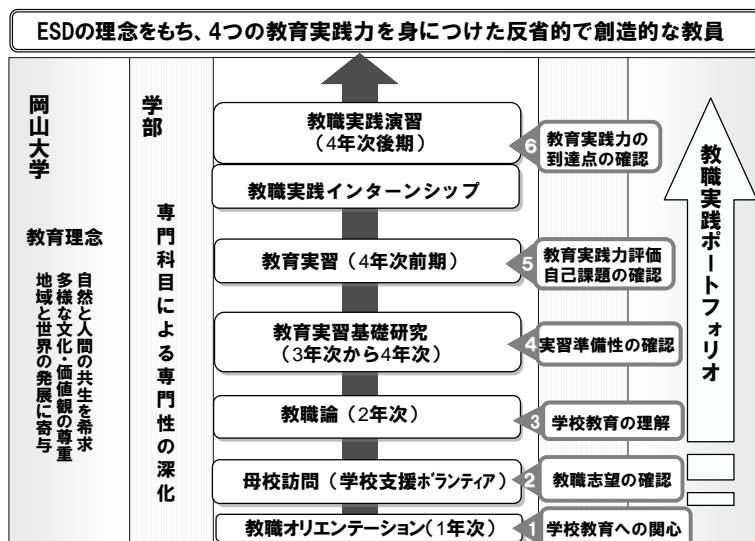 ESDの理念をもち、4つの教育実践力を身につけた反省的で創造的な教員
岡山大学
教育理念
自然と人間の共生を希求
多様な文化・価値観の尊重
地域と世界の発展に寄与
学部
専門科目による専門性の深化
教職実践演習
(4年次後期)
教職実践インターンシップ
教育実習(4年次前期)
教育実習基礎研究
(3年次から4年次)
教職論(2年次)
母校訪問(学校支援ボランティア)
教職オリエンテーション(1年次)
6
教育実践力の
到達点の確認
5
教育実践力評価
自己課題の確認
4
実習準備性の確認
3
学校教育の理解
2
教職志望の確認
1
学校教育への関心
教職実践ポートフォリオ